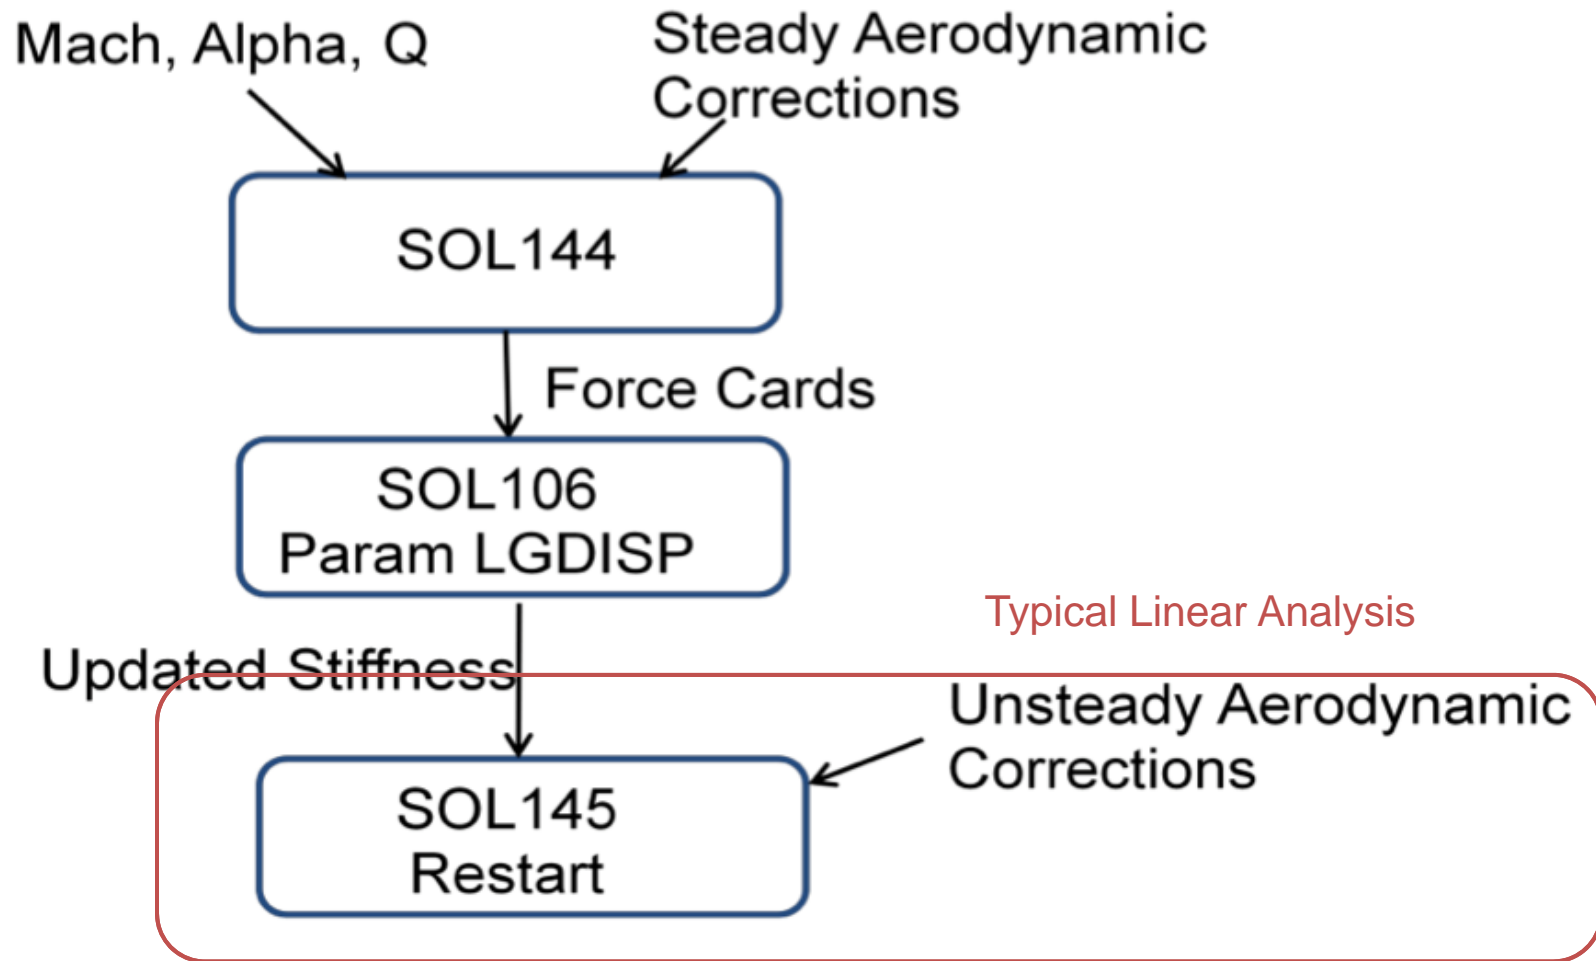 Mach, Alpha, Q
Steady Aerodynamic
Corrections
SOL144
Force Cards
SOL106
Param LGDISP
Typical Linear Analysis
Updated Stiffness
Unsteady Aerodynamic
Corrections
SOL145
Restart